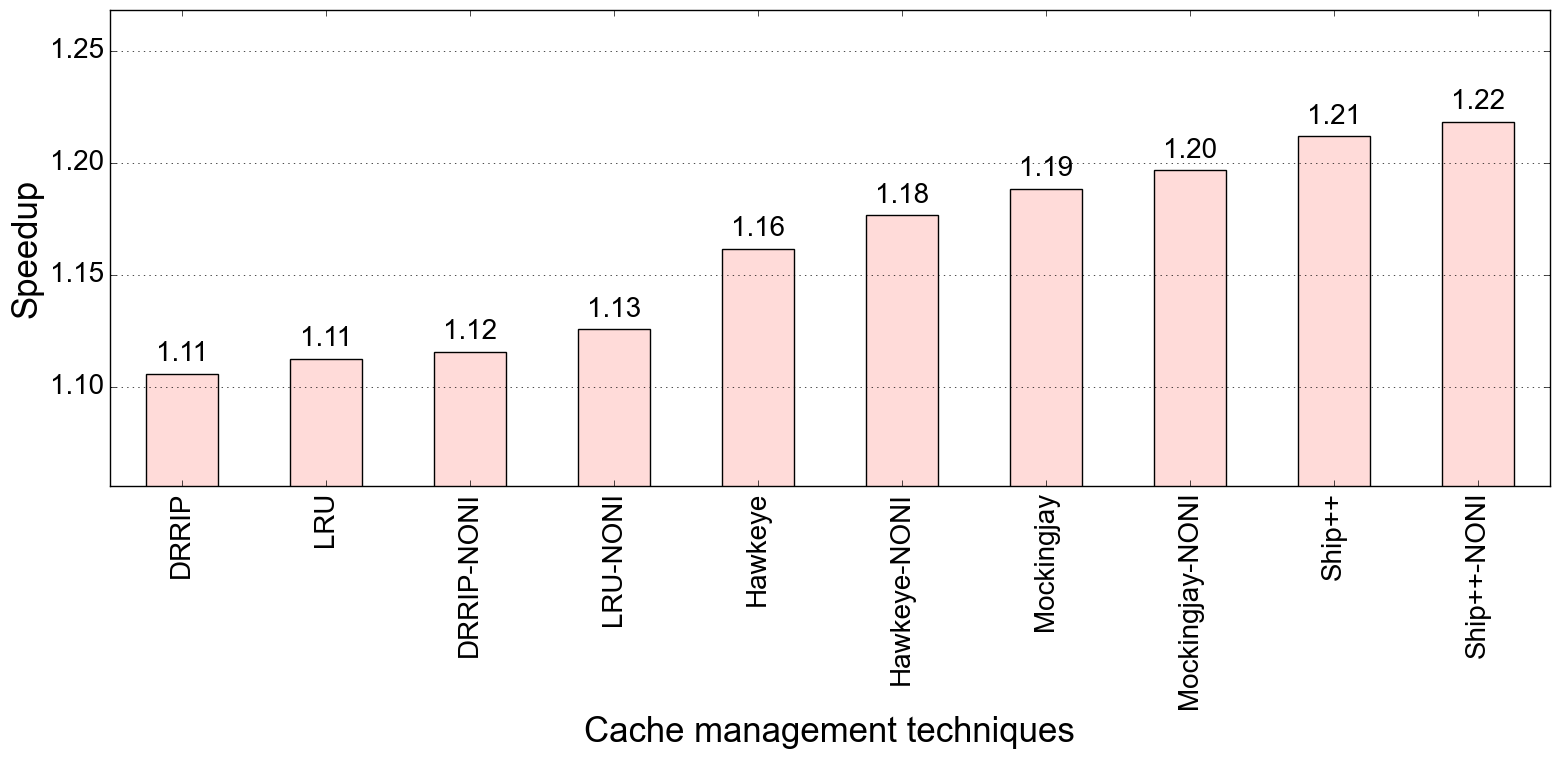 1.25
1.20
1.15
1.10
Speedup
1.11
1.11
1.12
1.13
1.16
1.18
1.19
1.20
1.21
1.22
DRRIP
LRU
DRRIP-NONI
LRU-NONI
Hawkeye
Hawkeye-NONI
Mockingjay
Mockingjay-NONI
Ship++
Ship++-NONI
Cache management techniques